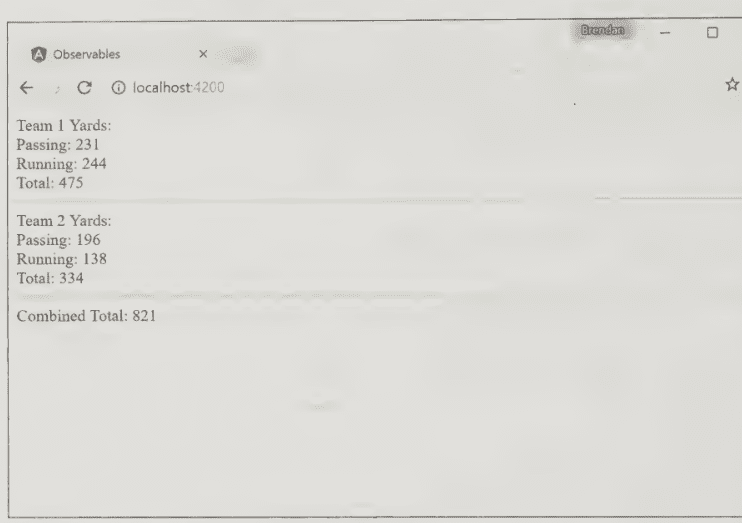 Brendan
Observables
localhost:4200
Team 1 Yards:
Passing: 231
Running: 244
Total: 475
Team 2 Yards:
Passing: 196
Running: 138
Total: 334
Combined Total: 821